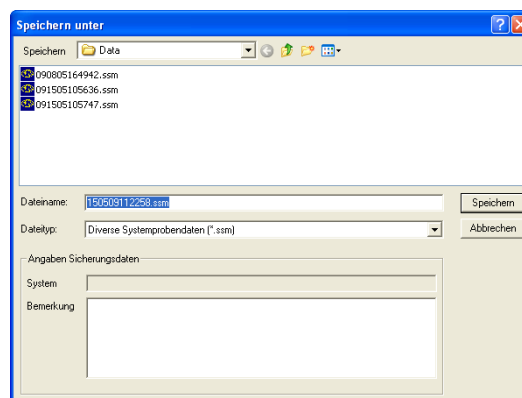 Speichern unter
Speichern Data
090805164942.ssm
091505105636.ssm
091505105747.ssm
Dateiname: 150509112258.ssm Speichern
Dateityp: Diverse Systemprobendaten (*.ssm) Abbrechen
Angaben Sicherungsdaten
System
Bemerkung